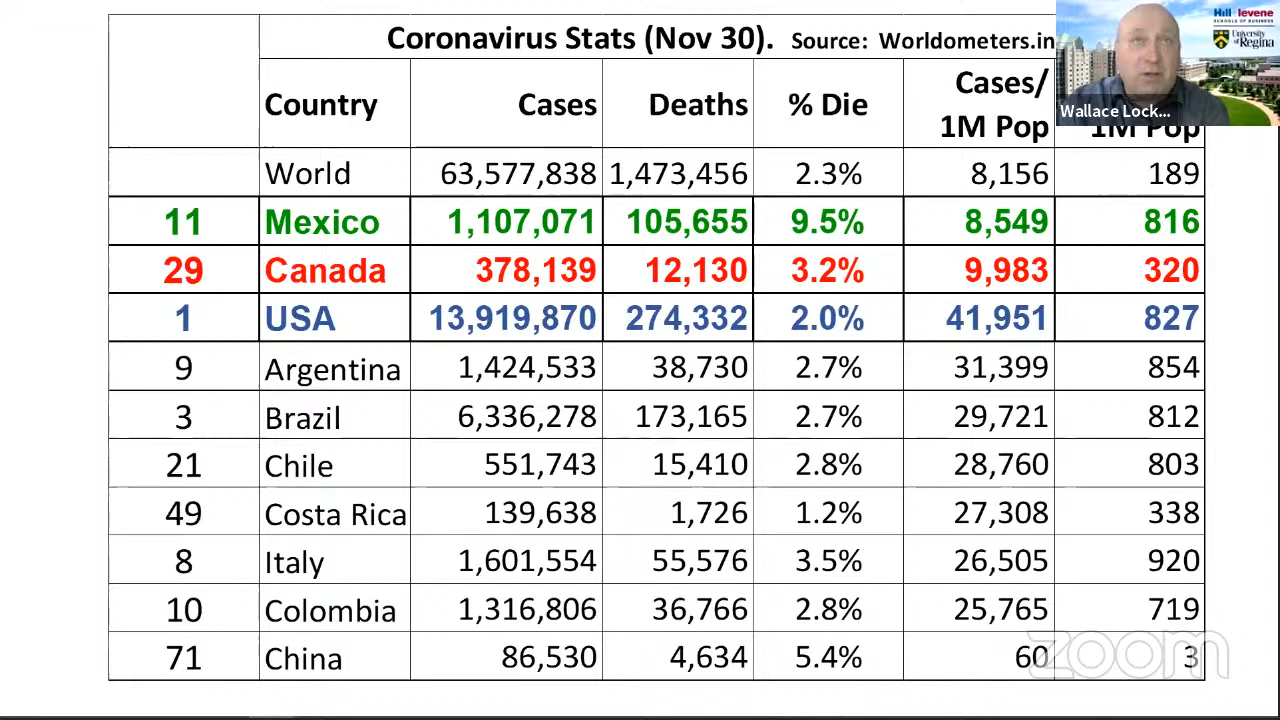 Coronavirus Stats (Nov 30). Source: Worldometers.in
Country Cases Deaths % Die Cases/ 1M Pop 1M Pop
World 63,577,838 1,473,456 2.3% 8,156 189
11 Mexico 1,107,071 105,655 9.5% 8,549 816
29 Canada 378,139 12,130 3.2% 9,983 320
1 USA 13,919,870 274,332 2.0% 41,951 827
9 Argentina 1,424,533 38,730 2.7% 31,399 854
3 Brazil 6,336,278 173,165 2.7% 29,721 812
21 Chile 551,743 15,410 2.8% 28,760 803
49 Costa Rica 139,638 1,726 1.2% 27,308 338
8 Italy 1,601,554 55,576 3.5% 26,505 920
10 Colombia 1,316,806 36,766 2.8% 25,765 719
71 China 86,530 4,634 5.4% 60 3
Hill Levene
SCHOOLS OF BUSINESS
University
of Regina
Wallace Lock...
zoom